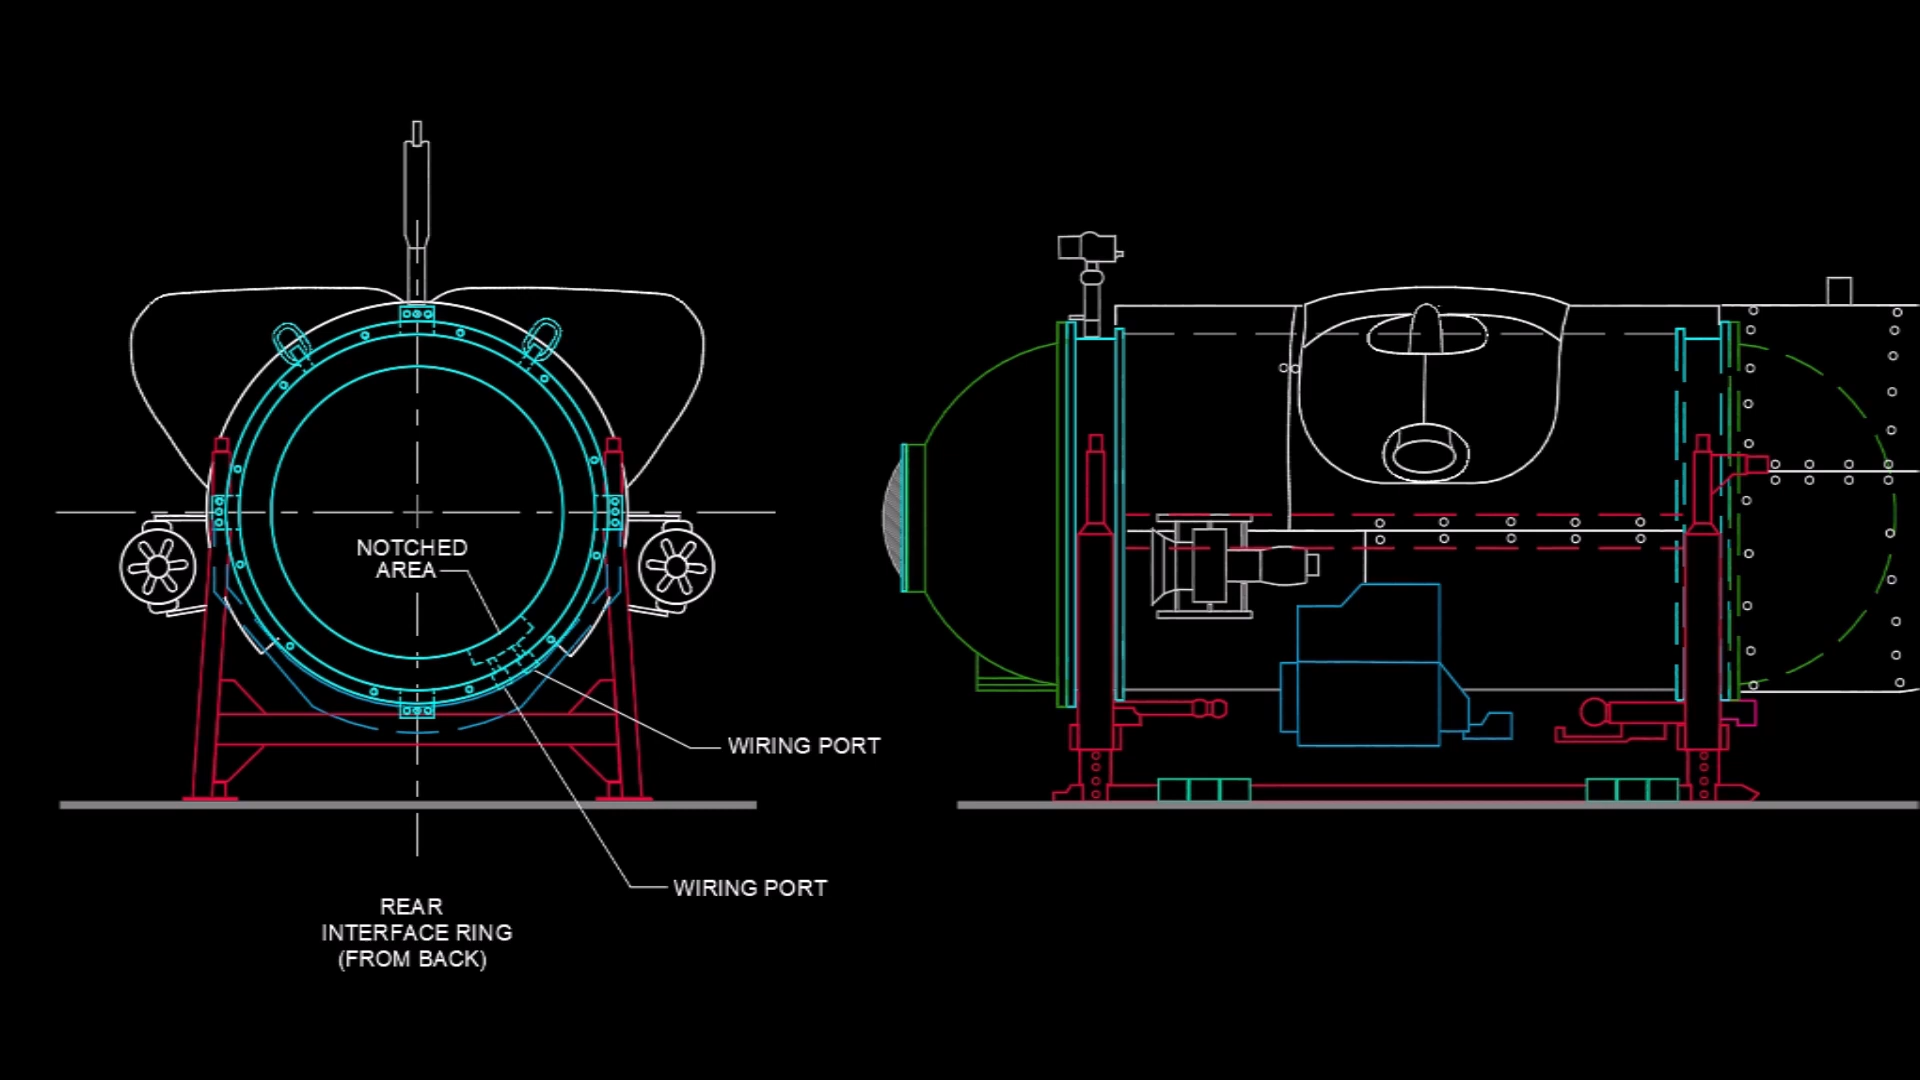 NOTCHED
AREA
WIRING PORT
WIRING PORT
REAR
INTERFACE RING
(FROM BACK)